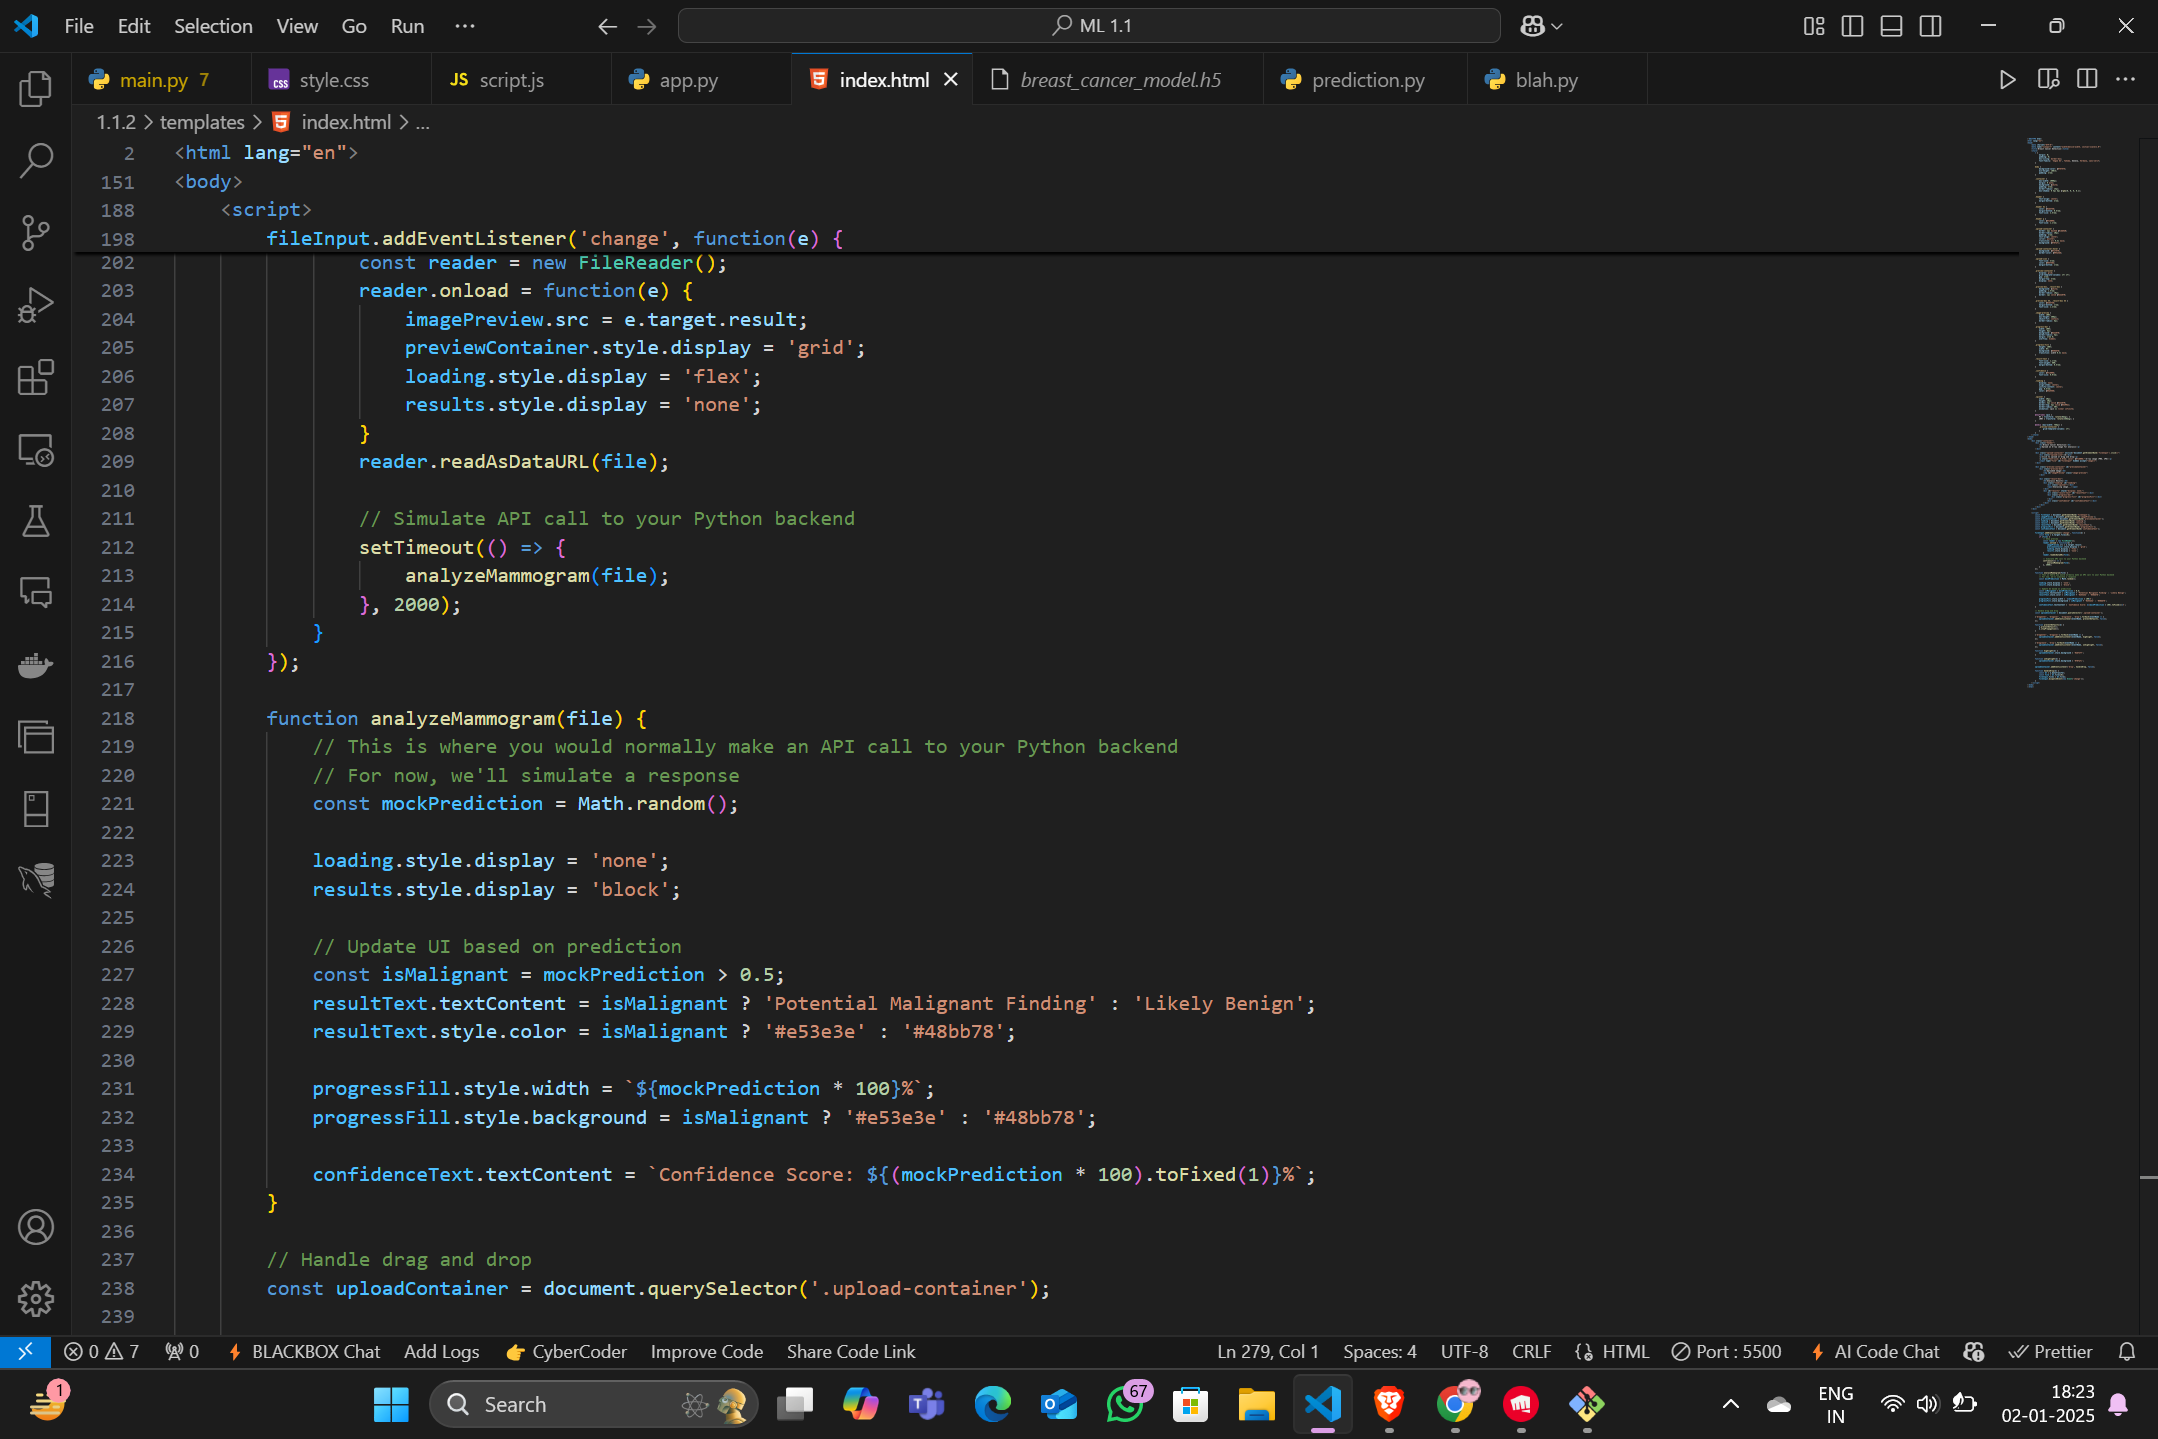 File Edit Selection View Go Run ... ML 1.1
main.py 7 style.css JS script.js app.py index.html breast_cancer_model.h5 prediction.py blah.py
1.1.2 > templates > index.html > ...
2 <html lang="en">
151 <body>
188 <script>
198 fileInput.addEventListener('change', function(e) {
202 const reader = new FileReader();
203 reader.onload = function(e) {
204 imagePreview.src = e.target.result;
205 previewContainer.style.display = 'grid';
206 loading.style.display = 'flex';
207 results.style.display = 'none';
208 }
209 reader.readAsDataURL(file);
210
211 // Simulate API call to your Python backend
212 setTimeout(() => {
213 analyzeMammogram(file);
214 }, 2000);
215 }
216 });
217
218 function analyzeMammogram(file) {
219 // This is where you would normally make an API call to your Python backend
220 // For now, we'll simulate a response
221 const mockPrediction = Math.random();
222
223 loading.style.display = 'none';
224 results.style.display = 'block';
225
226 // Update UI based on prediction
227 const isMalignant = mockPrediction > 0.5;
228 resultText.textContent = isMalignant ? 'Potential Malignant Finding' : 'Likely Benign';
229 resultText.style.color = isMalignant ? '#e53e3e' : '#48bb78';
230
231 progressFill.style.width = `${mockPrediction * 100}%`;
232 progressFill.style.background = isMalignant ? '#e53e3e' : '#48bb78';
233
234 confidenceText.textContent = `Confidence Score: ${(mockPrediction * 100).toFixed(1)}%`;
235 }
236
237 // Handle drag and drop
238 const uploadContainer = document.querySelector('.upload-container');
239
0 7 0 BLACKBOX Chat Add Logs CyberCoder Improve Code Share Code Link Ln 279, Col 1 Spaces: 4 UTF-8 CRLF HTML Port : 5500 AI Code Chat Prettier
1 Search 67 ENG 18:23
IN 02-01-2025